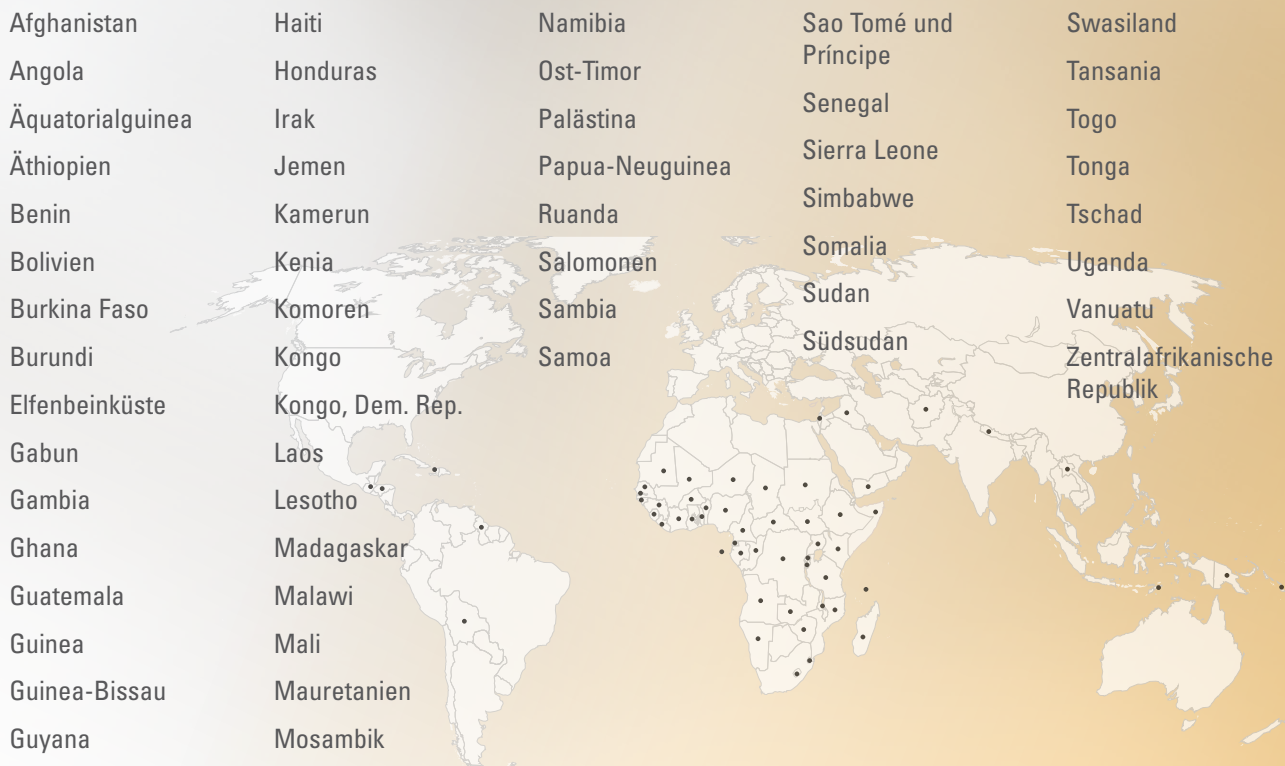 Afghanistan
Angola
Äquatorialguinea
Äthiopien
Benin
Bolivien
Burkina Faso
Burundi
Elfenbeinküste
Gabun
Gambia
Ghana
Guatemala
Guinea
Guinea-Bissau
Guyana
Haiti
Honduras
Irak
Jemen
Kamerun
Kenia
Komoren
Kongo
Kongo, Dem. Rep.
Laos
Lesotho
Madagaskar
Malawi
Mali
Mauretanien
Mosambik
Namibia
Ost-Timor
Palästina
Papua-Neuguinea
Ruanda
Salomonen
Sambia
Samoa
Sao Tomé und
Príncipe
Senegal
Sierra Leone
Simbabwe
Somalia
Sudan
Südsudan
Swasiland
Tansania
Togo
Tonga
Tschad
Uganda
Vanuatu
Zentralafrikanische
Republik